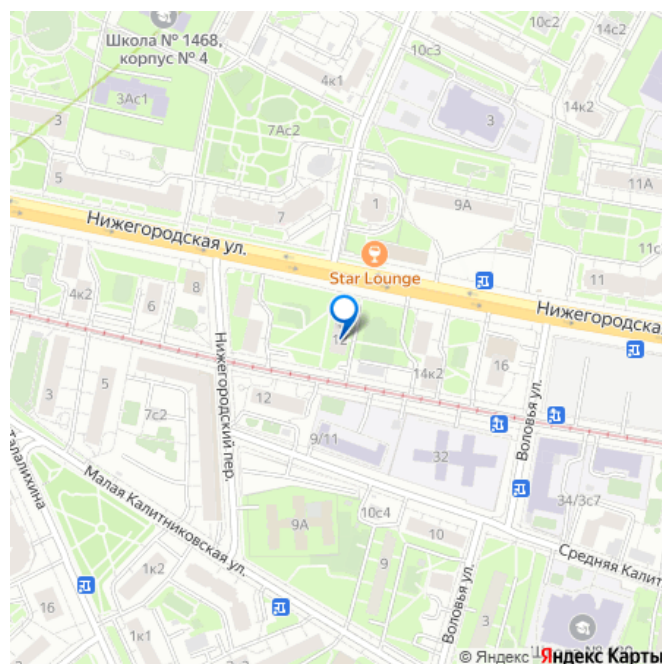 10с2
Школа № 1468,
корпус № 4
10с3
14с2
4к1
14к2
3Ас1
3
3
7Ас2
5
11А
1
9А
7
Нижегородская ул.
11с
Star Lounge
11
8
4к2
6
Нижегородская
12
16
14к2
Нижегородский пер.
5
12
Воловья ул.
3
7с2
9/11
32
Малая Калитниковская ул.
34/3с7
10с4
9А
10
Средняя Калит
1к2
9
Воловья ул.
16
1к1
© Яндекс
Яндекс Карты